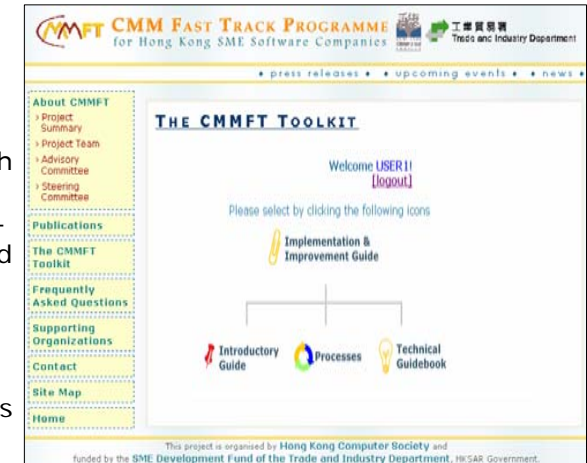 CMMFT CMM FAST TRACK PROGRAMME
for Hong Kong SME Software Companies
工業貿易署
Trade and Industry Department
• press releases • • upcoming events • • news •
About CMMFT
› Project
Summary
› Project Team
› Advisory
Committee
› Steering
Committee
Publications
The CMMFT
Toolkit
Frequently
Asked Questions
Supporting
Organizations
Contact
Site Map
Home
THE CMMFT TOOLKIT
Welcome USER1!
[logout]
Please select by clicking the following icons
Implementation &
Improvement Guide
Introductory
Guide
Processes
Technical
Guidebook
This project is organised by Hong Kong Computer Society and
funded by the SME Development Fund of the Trade and Industry Department, HKSAR Government.